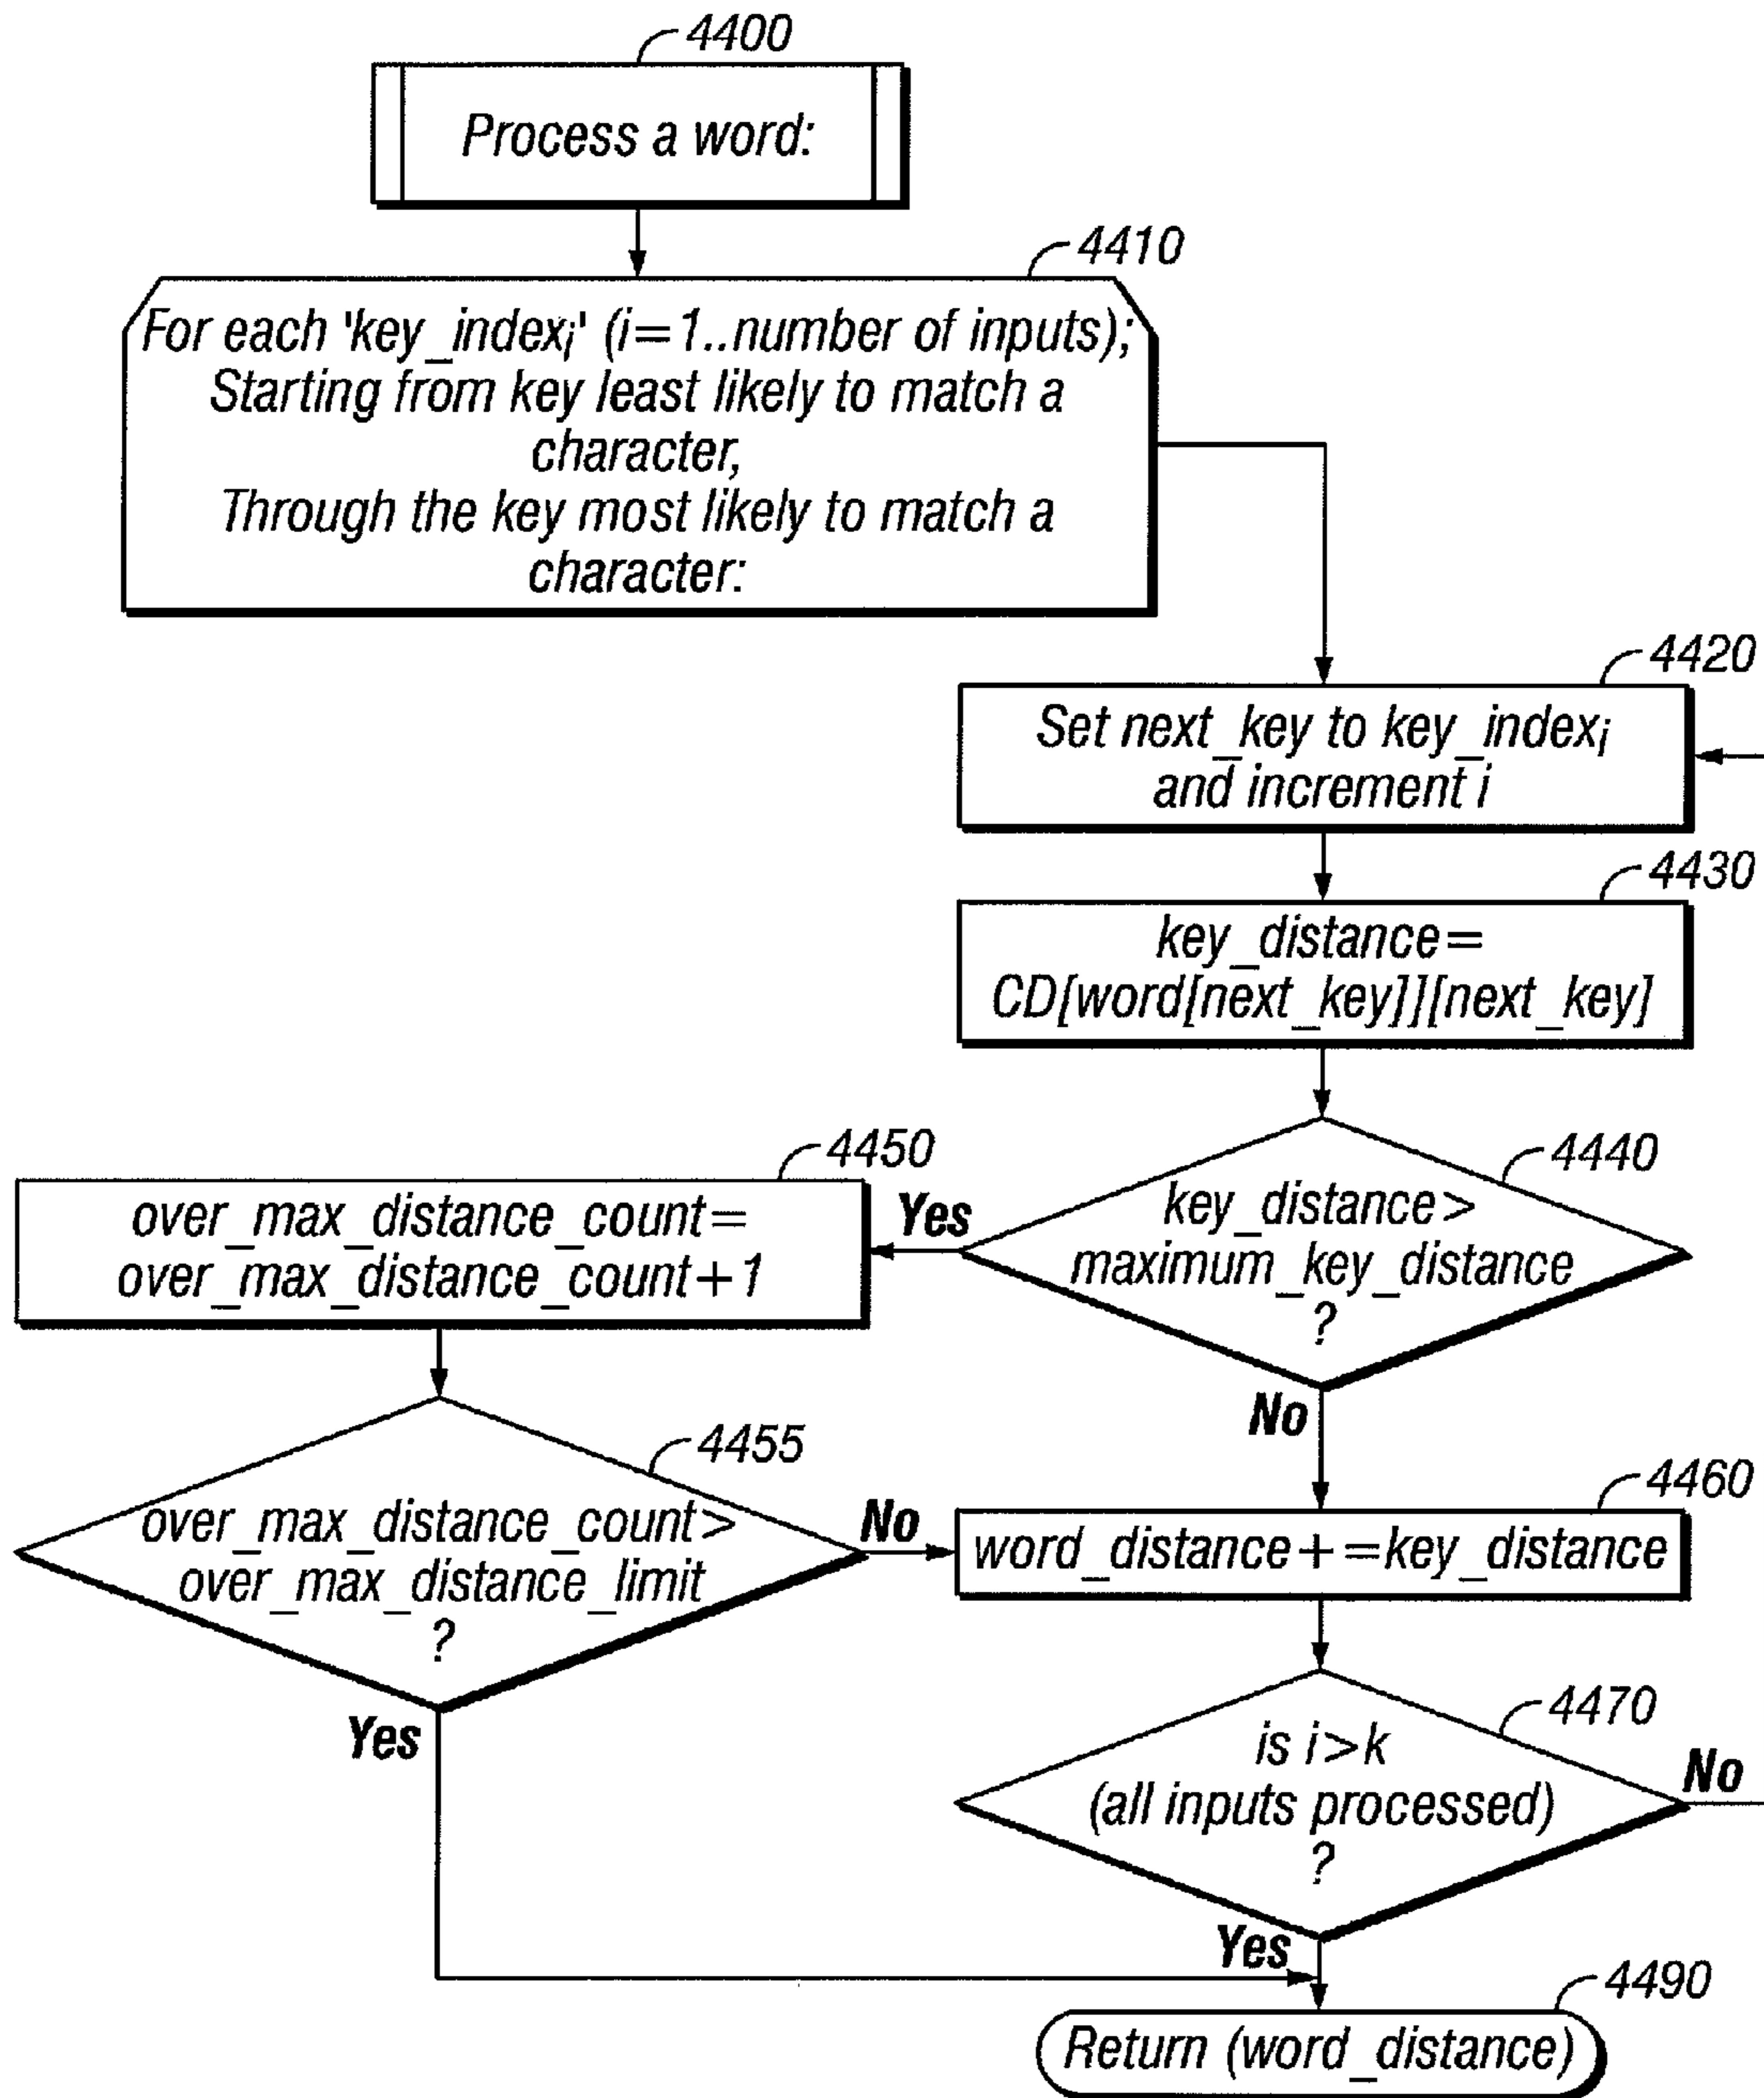 4400
Process a word:
4410
For each 'key_indexi' (i=1..number of inputs);
Starting from key least likely to match a
character,
Through the key most likely to match a
character:
4420
Set next_key to key_indexi
and increment i
4430
key_distance=
CD[word[next_key]][next_key]
4440
key_distance>
maximum_key_distance
?
Yes
No
4450
over_max_distance_count=
over_max_distance_count+1
4455
over_max_distance_count>
over_max_distance_limit
?
No
Yes
4460
word_distance+=key_distance
4470
is i>k
(all inputs processed)
?
No
Yes
4490
Return (word_distance)